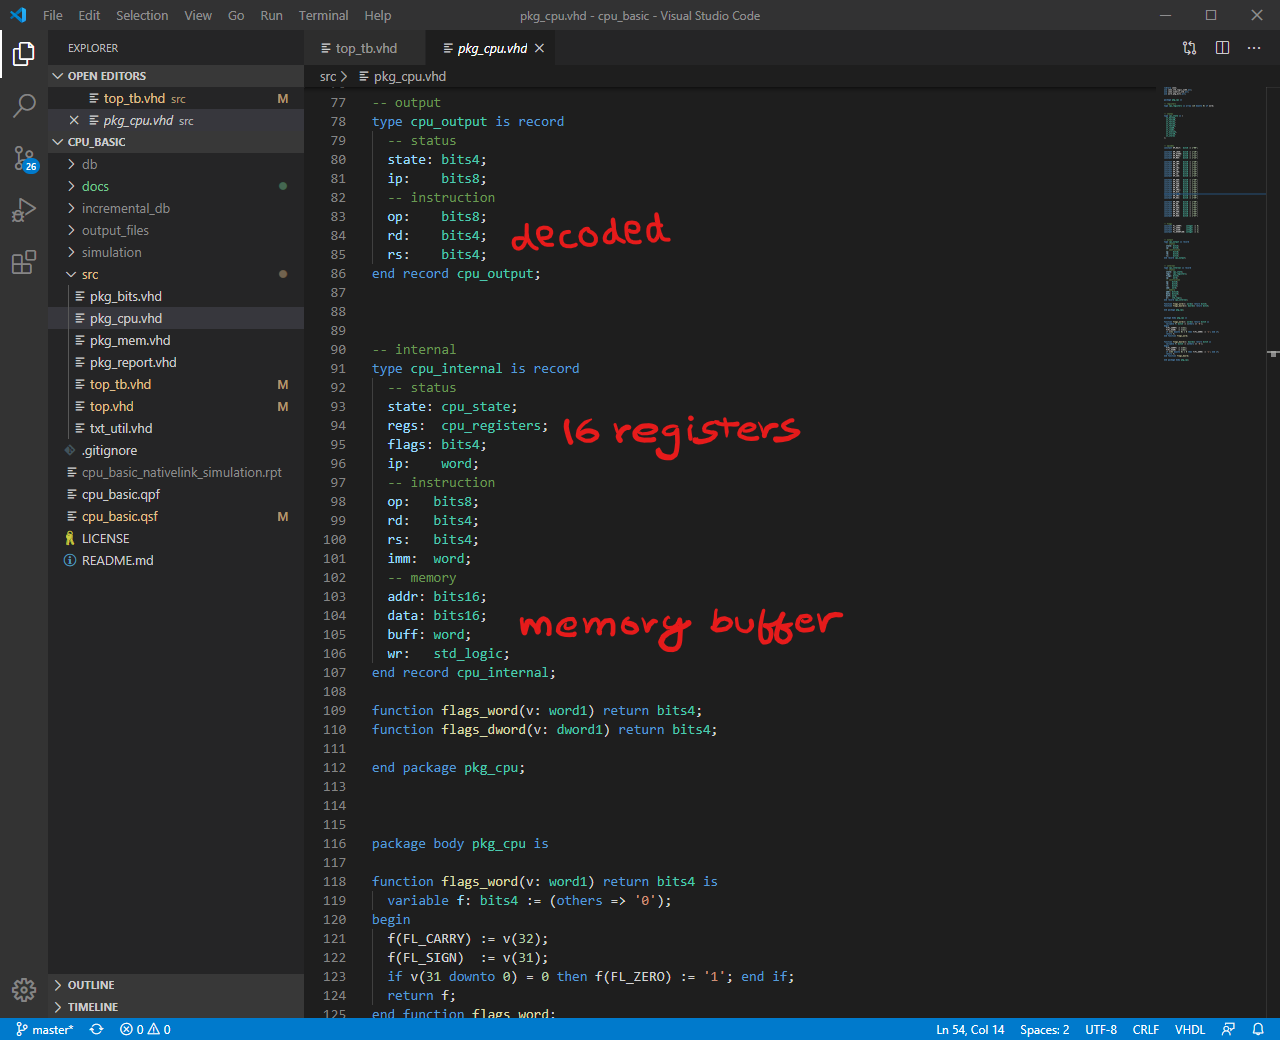 File Edit Selection View Go Run Terminal Help pkg_cpu.vhd - cpu_basic - Visual Studio Code
EXPLORER
OPEN EDITORS
top_tb.vhd src M
pkg_cpu.vhd src
CPU_BASIC
db
docs
incremental_db
output_files
simulation
src
pkg_bits.vhd
pkg_cpu.vhd
pkg_mem.vhd
pkg_report.vhd
top_tb.vhd M
top.vhd M
txt_util.vhd
.gitignore
cpu_basic_nativelink_simulation.rpt
cpu_basic.qpf
cpu_basic.qsf M
LICENSE
README.md
OUTLINE
TIMELINE
26
top_tb.vhd pkg_cpu.vhd
src > pkg_cpu.vhd
77 -- output
78 type cpu_output is record
79 -- status
80 state: bits4;
81 ip: bits8;
82 -- instruction
83 op: bits8;
84 rd: bits4;
decoded
85 rs: bits4;
86 end record cpu_output;
87
88
89
90 -- internal
91 type cpu_internal is record
92 -- status
93 state: cpu_state;
94 regs: cpu_registers;
16 registers
95 flags: bits4;
96 ip: word;
97 -- instruction
98 op: bits8;
99 rd: bits4;
100 rs: bits4;
101 imm: word;
102 -- memory
103 addr: bits16;
104 data: bits16;
memory buffer
105 buff: word;
106 wr: std_logic;
107 end record cpu_internal;
108
109 function flags_word(v: word1) return bits4;
110 function flags_dword(v: dword1) return bits4;
111
112 end package pkg_cpu;
113
114
115
116 package body pkg_cpu is
117
118 function flags_word(v: word1) return bits4 is
119 variable f: bits4 := (others => '0');
120 begin
121 f(FL_CARRY) := v(32);
122 f(FL_SIGN) := v(31);
123 if v(31 downto 0) = 0 then f(FL_ZERO) := '1'; end if;
124 return f;
125 end function flags_word;
master* 0 0 Ln 54, Col 14 Spaces: 2 UTF-8 CRLF VHDL